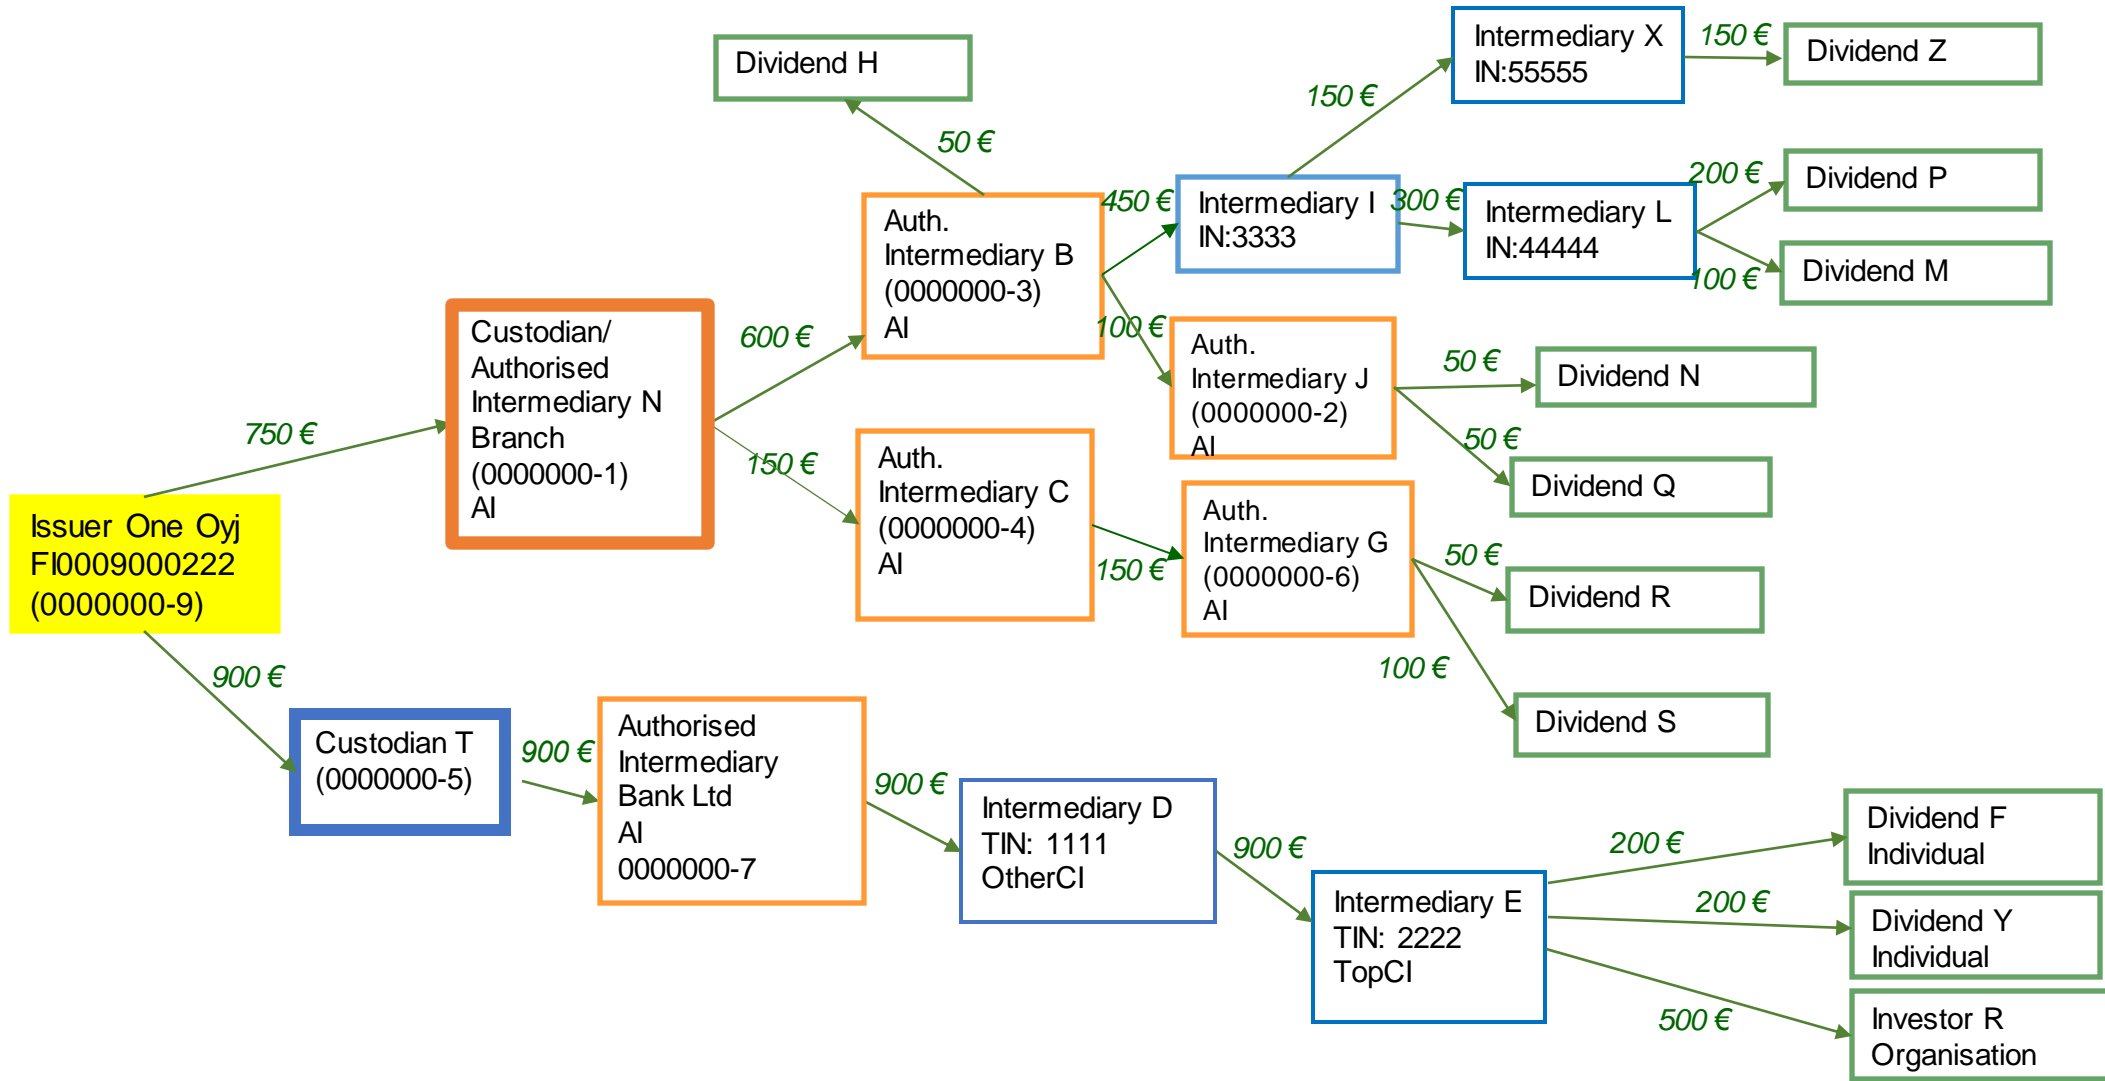 Intermediary X
IN:55555
150 €
Dividend Z
Dividend H
150 €
50 €
Auth.
Intermediary B
(0000000-3)
AI
450 €
Intermediary I
IN:3333
300 €
Intermediary L
IN:44444
200 €
Dividend P
100 €
Dividend M
Custodian/
Authorised
Intermediary N
Branch
(0000000-1)
AI
600 €
100 €
Auth.
Intermediary J
(0000000-2)
AI
50 €
Dividend N
50 €
Dividend Q
750 €
150 €
Auth.
Intermediary C
(0000000-4)
AI
150 €
Auth.
Intermediary G
(0000000-6)
AI
50 €
Dividend R
100 €
Dividend S
Issuer One Oyj
FI0009000222
(0000000-9)
900 €
Custodian T
(0000000-5)
900 €
Authorised
Intermediary
Bank Ltd
AI
0000000-7
900 €
Intermediary D
TIN: 1111
OtherCI
900 €
Intermediary E
TIN: 2222
TopCI
200 €
Dividend F
Individual
200 €
Dividend Y
Individual
500 €
Investor R
Organisation